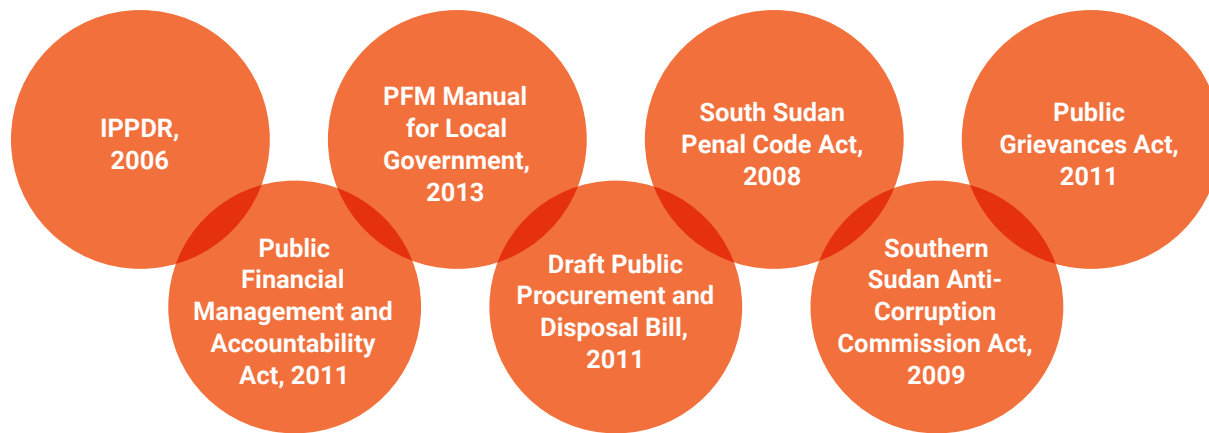 IPPDR,
2006
PFM Manual
for Local
Government,
2013
South Sudan
Penal Code Act,
2008
Public
Grievances Act,
2011
Public
Financial
Management and
Accountability
Act, 2011
Draft Public
Procurement and
Disposal Bill,
2011
Southern
Sudan Anti-
Corruption
Commission Act,
2009